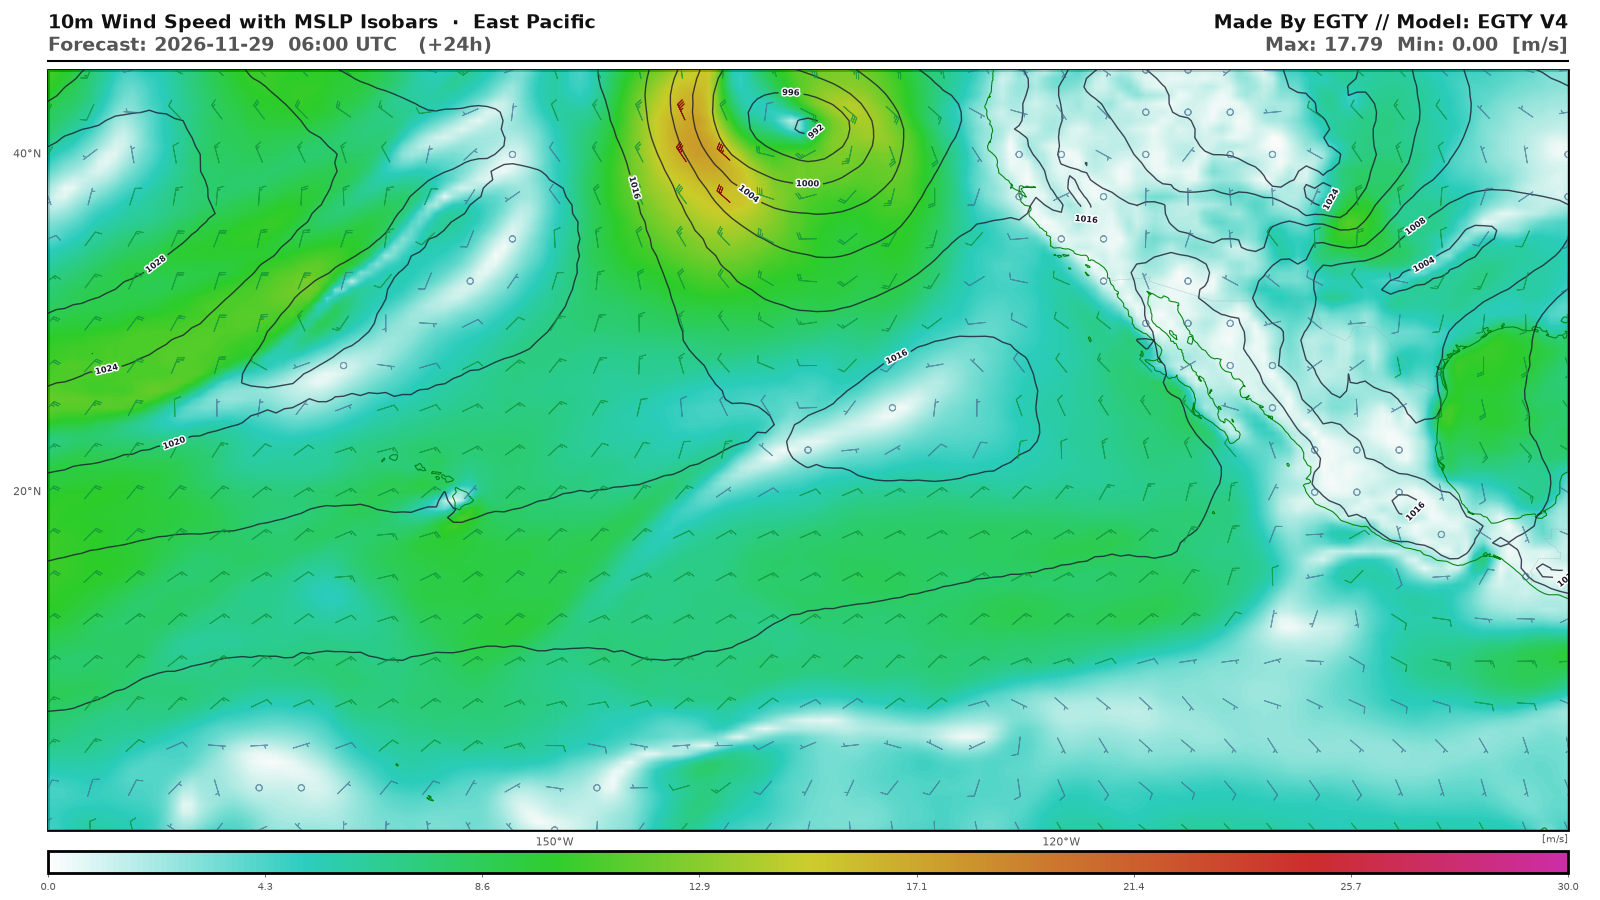 10m Wind Speed with MSLP Isobars · East Pacific
Made By EGTY // Model: EGTY V4
Forecast: 2026-11-29 06:00 UTC (+24h)
Max: 17.79 Min: 0.00 [m/s]
996
992
40°N
1016
1000
1004
1024
1016
1008
1028
1004
1016
1024
1020
20°N
1016
150°W
120°W
[m/s]
0.0
4.3
8.6
12.9
17.1
21.4
25.7
30.0